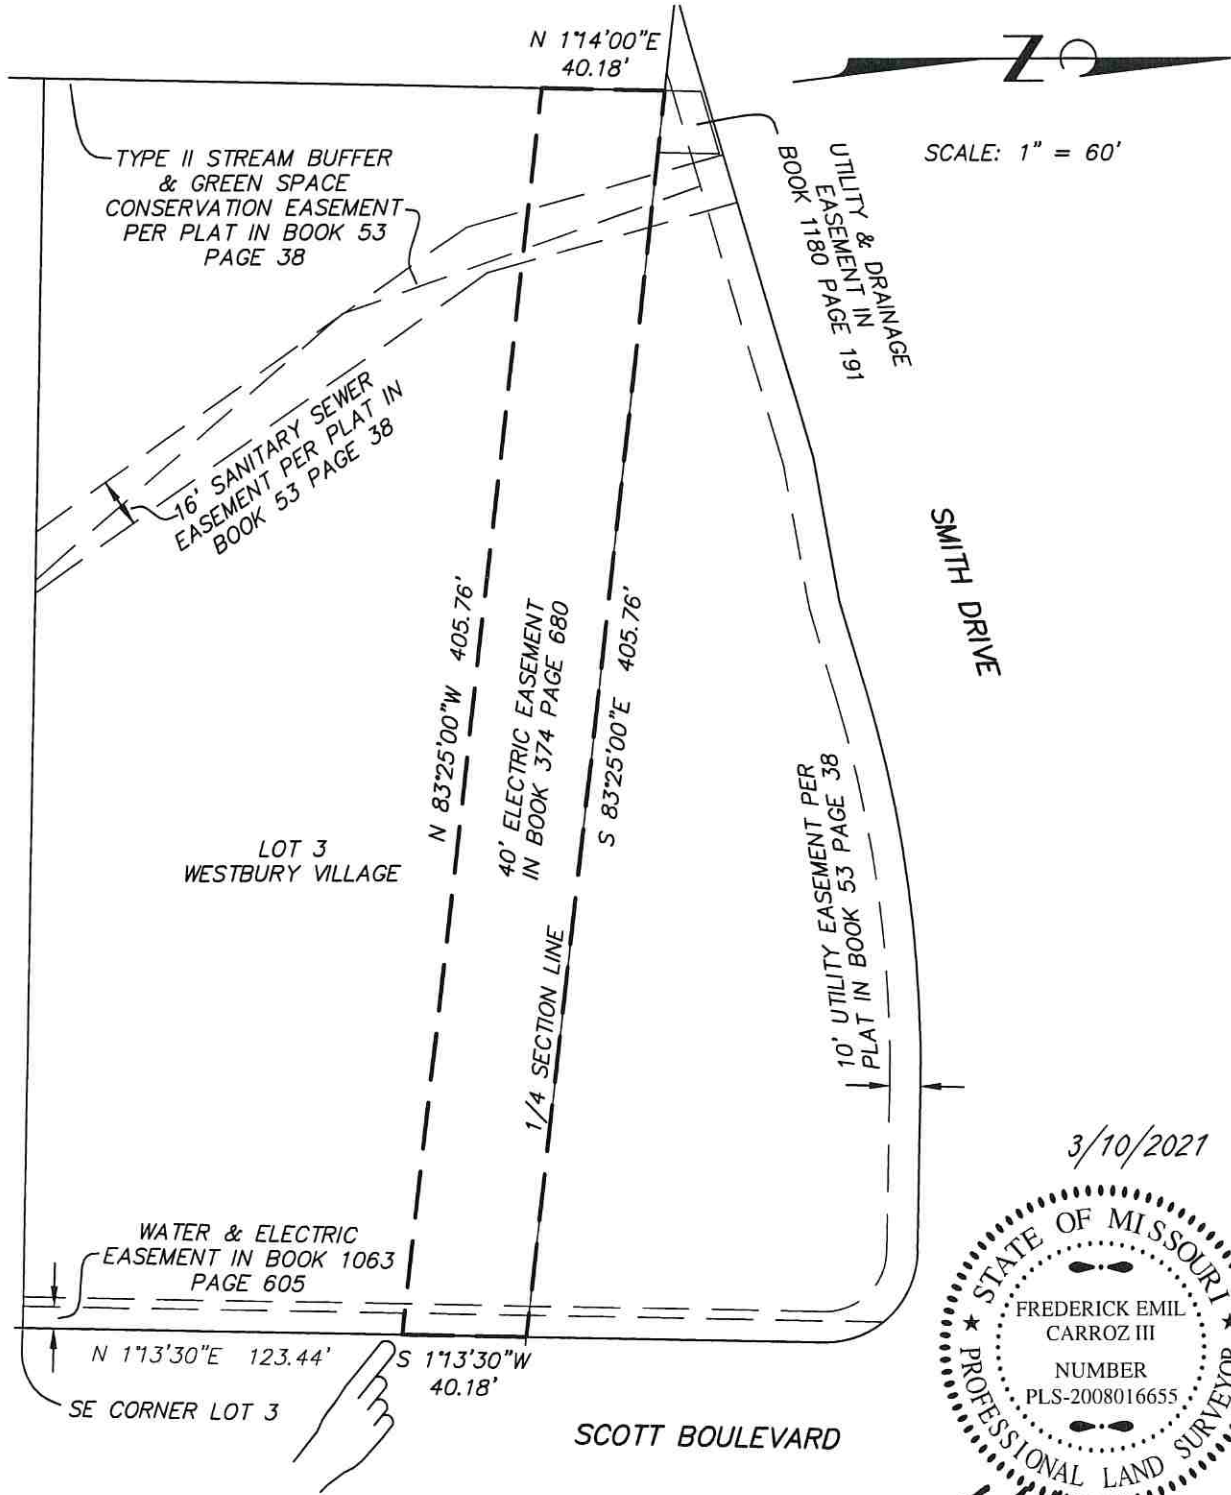 N 1°14'00"E
40.18'
N
SCALE: 1" = 60'
TYPE II STREAM BUFFER
& GREEN SPACE
CONSERVATION EASEMENT
PER PLAT IN BOOK 53
PAGE 38
UTILITY & DRAINAGE
EASEMENT IN
BOOK 1180 PAGE 191
16' SANITARY SEWER
EASEMENT PER PLAT IN
BOOK 53 PAGE 38
SMITH DRIVE
N 83°25'00"W 405.76'
40' ELECTRIC EASEMENT
IN BOOK 374 PAGE 680
S 83°25'00"E 405.76'
LOT 3
WESTBURY VILLAGE
10' UTILITY EASEMENT PER
PLAT IN BOOK 53 PAGE 38
1/4 SECTION LINE
3/10/2021
WATER & ELECTRIC
EASEMENT IN BOOK 1063
PAGE 605
N 1°13'30"E 123.44'
S 1°13'30"W
40.18'
SE CORNER LOT 3
SCOTT BOULEVARD
STATE OF MISSOURI
FREDERICK EMIL
CARROZ III
NUMBER
PLS-2008016655
PROFESSIONAL LAND SURVEYOR